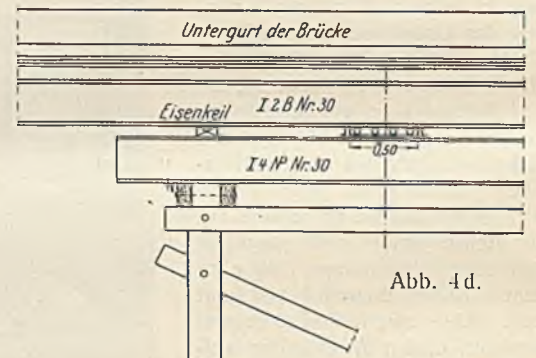 Untergurt der Brücke
I 2 B Nr. 30
Eisenkeil
0,50
I 4 NP Nr. 30
Abb. 4d.